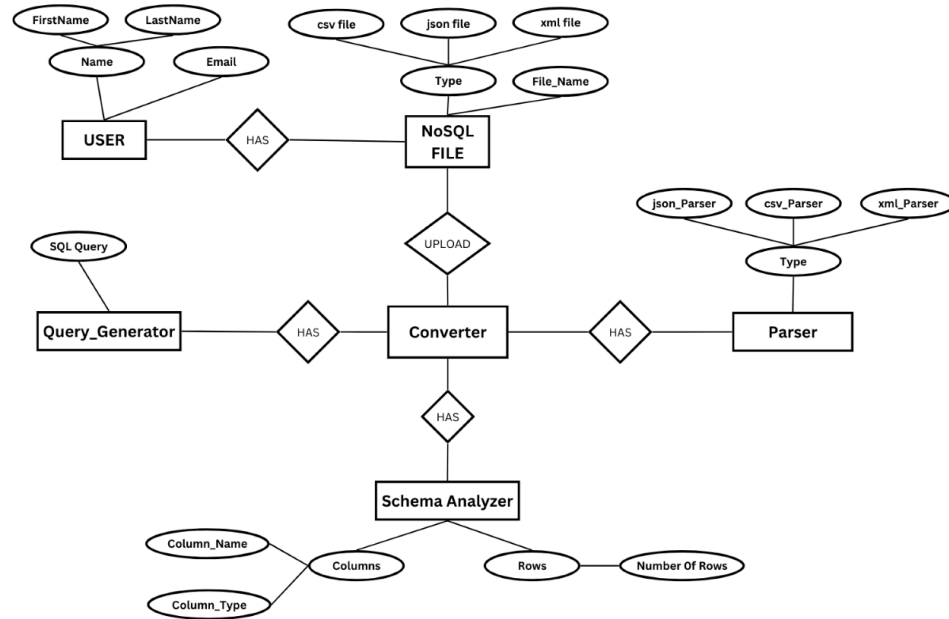 FirstName
LastName
csv file
json file
xml file
Name
Email
Type
File_Name
USER
HAS
NoSQL
FILE
json_Parser
csv_Parser
xml_Parser
SQL Query
UPLOAD
Type
Query_Generator
HAS
Converter
HAS
Parser
HAS
Schema Analyzer
Column_Name
Columns
Rows
Number Of Rows
Column_Type